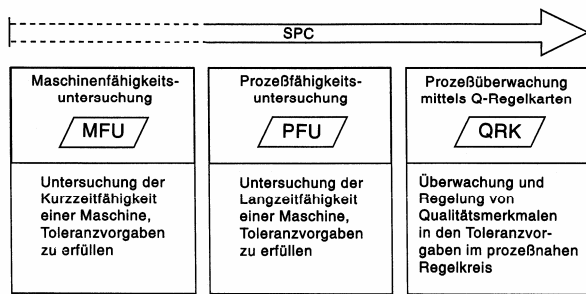 SPC
Maschinenfähigkeits-
untersuchung
MFU
Untersuchung der
Kurzzeitfähigkeit
einer Maschine,
Toleranzvorgaben
zu erfüllen
Prozeßfähigkeits-
untersuchung
PFU
Untersuchung der
Langzeitfähigkeit
einer Maschine,
Toleranzvorgaben
zu erfüllen
Prozeßüberwachung
mittels Q-Regelkarten
QRK
Überwachung und
Regelung von
Qualitätsmerkmalen
in den Toleranzvor-
gaben im prozeßnahen
Regelkreis